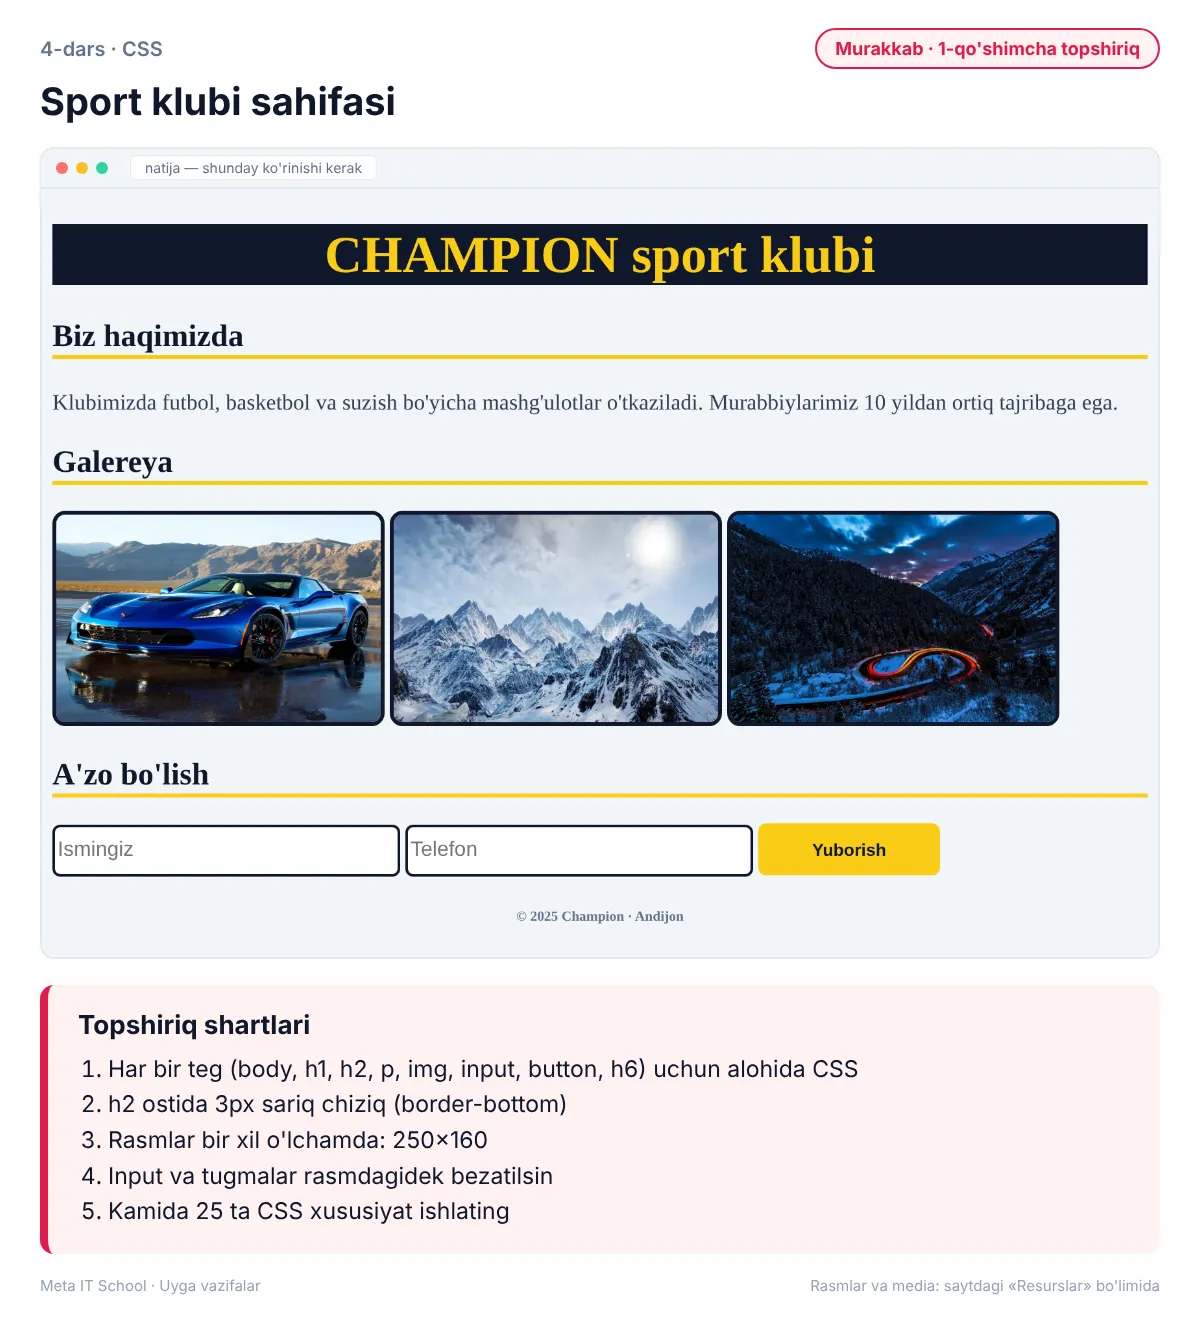 4-dars · CSS
Murakkab · 1-qo'shimcha topshiriq
Sport klubi sahifasi
natija — shunday ko'rinishi kerak
CHAMPION sport klubi
Biz haqimizda
Klubimizda futbol, basketbol va suzish bo'yicha mashg'ulotlar o'tkaziladi. Murabbiylarimiz 10 yildan ortiq tajribaga ega.
Galereya
A'zo bo'lish
Ismingiz
Telefon
Yuborish
© 2025 Champion · Andijon
Topshiriq shartlari
1. Har bir teg (body, h1, h2, p, img, input, button, h6) uchun alohida CSS
2. h2 ostida 3px sariq chiziq (border-bottom)
3. Rasmlar bir xil o'lchamda: 250×160
4. Input va tugmalar rasmdagidek bezatilsin
5. Kamida 25 ta CSS xususiyat ishlating
Meta IT School · Uyga vazifalar
Rasmlar va media: saytdagi «Resurslar» bo'limida